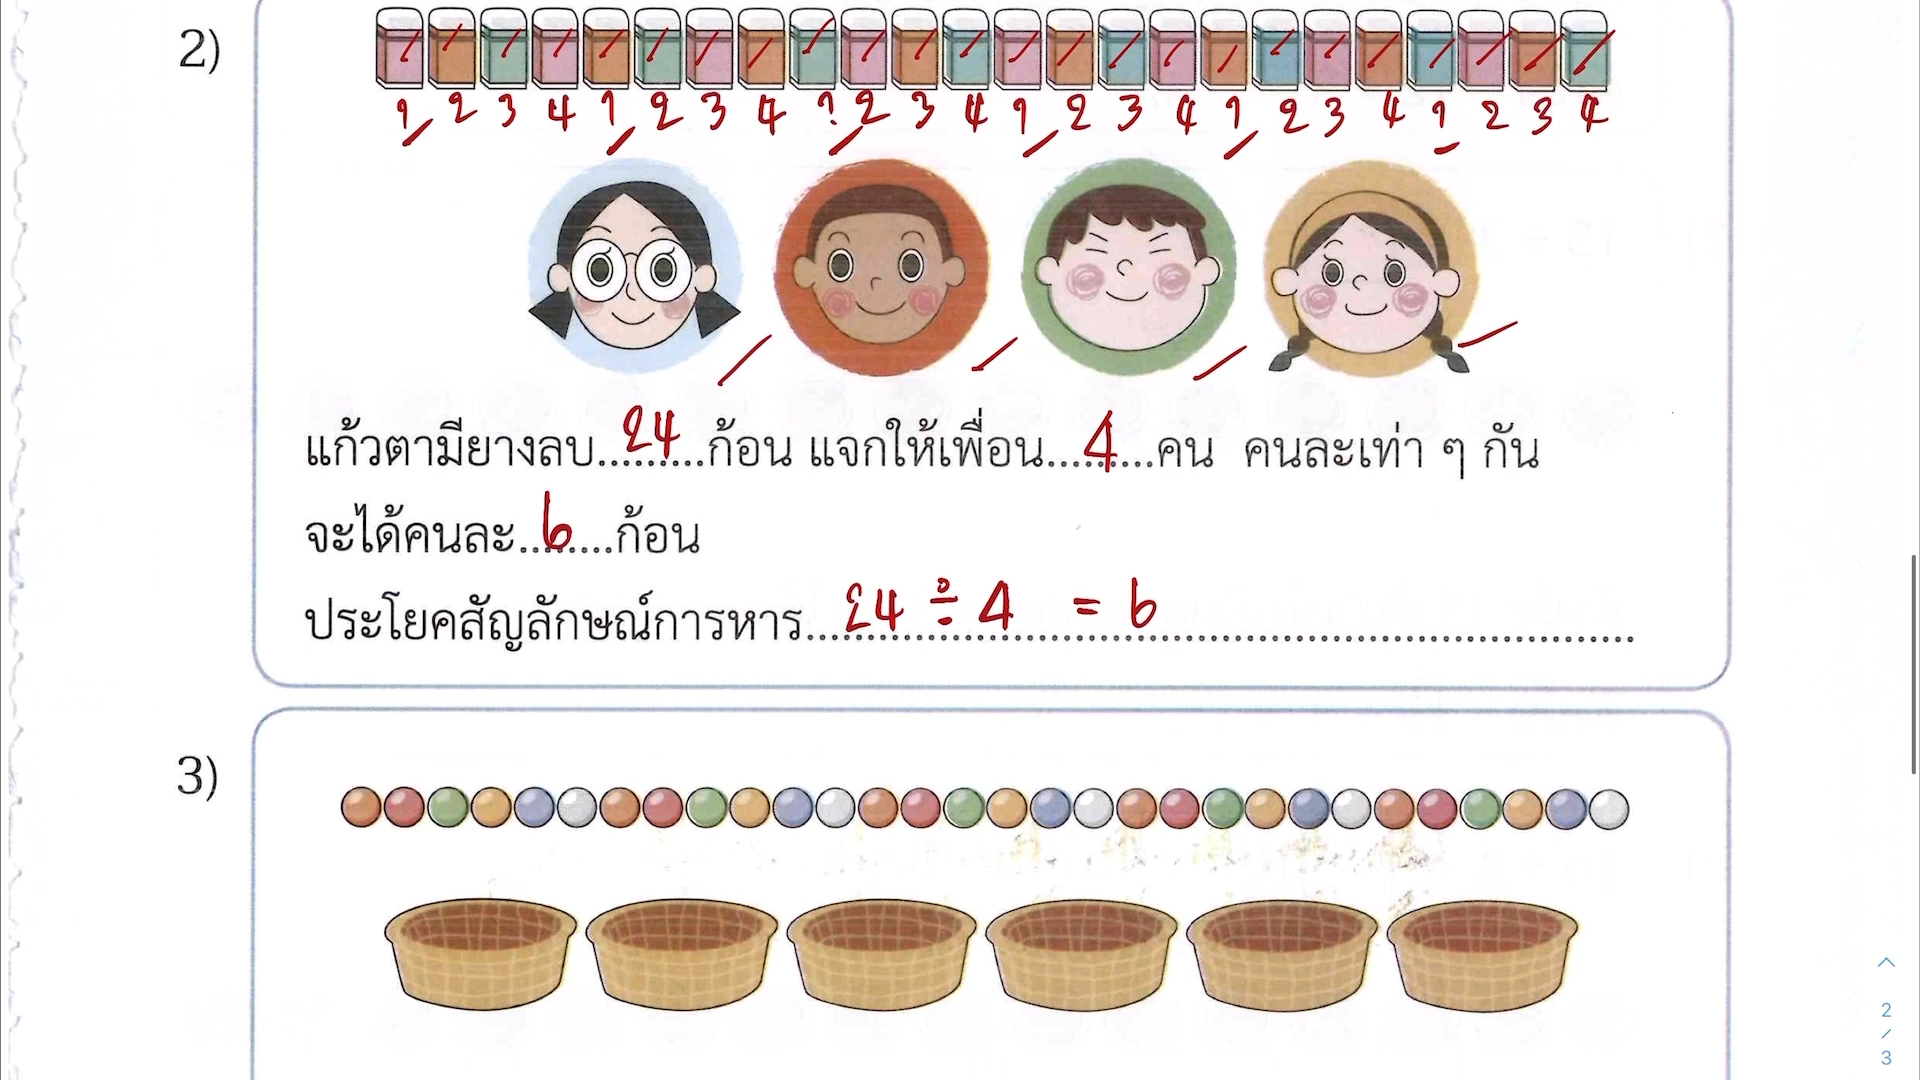 2)
1 2 3 4 1 2 3 4 1 2 3 4 1 2 3 4 1 2 3 4 1 2 3 4
แก้วตามียางลบ..24..ก้อน แจกให้เพื่อน..4..คน คนละเท่า ๆ กัน
จะได้คนละ..6..ก้อน
ประโยคสัญลักษณ์การหาร 24 ÷ 4 = 6
3)
2
/
3